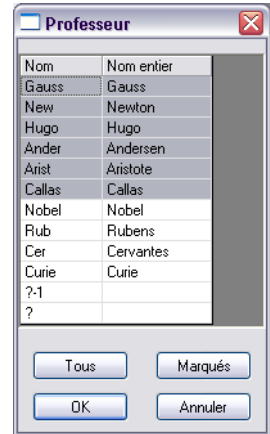 Professeur
Nom Nom entier
Gauss Gauss
New Newton
Hugo Hugo
Ander Andersen
Arist Aristote
Callas Callas
Nobel Nobel
Rub Rubens
Cer Cervantes
Curie Curie
?-1
?
Tous Marqués
OK Annuler